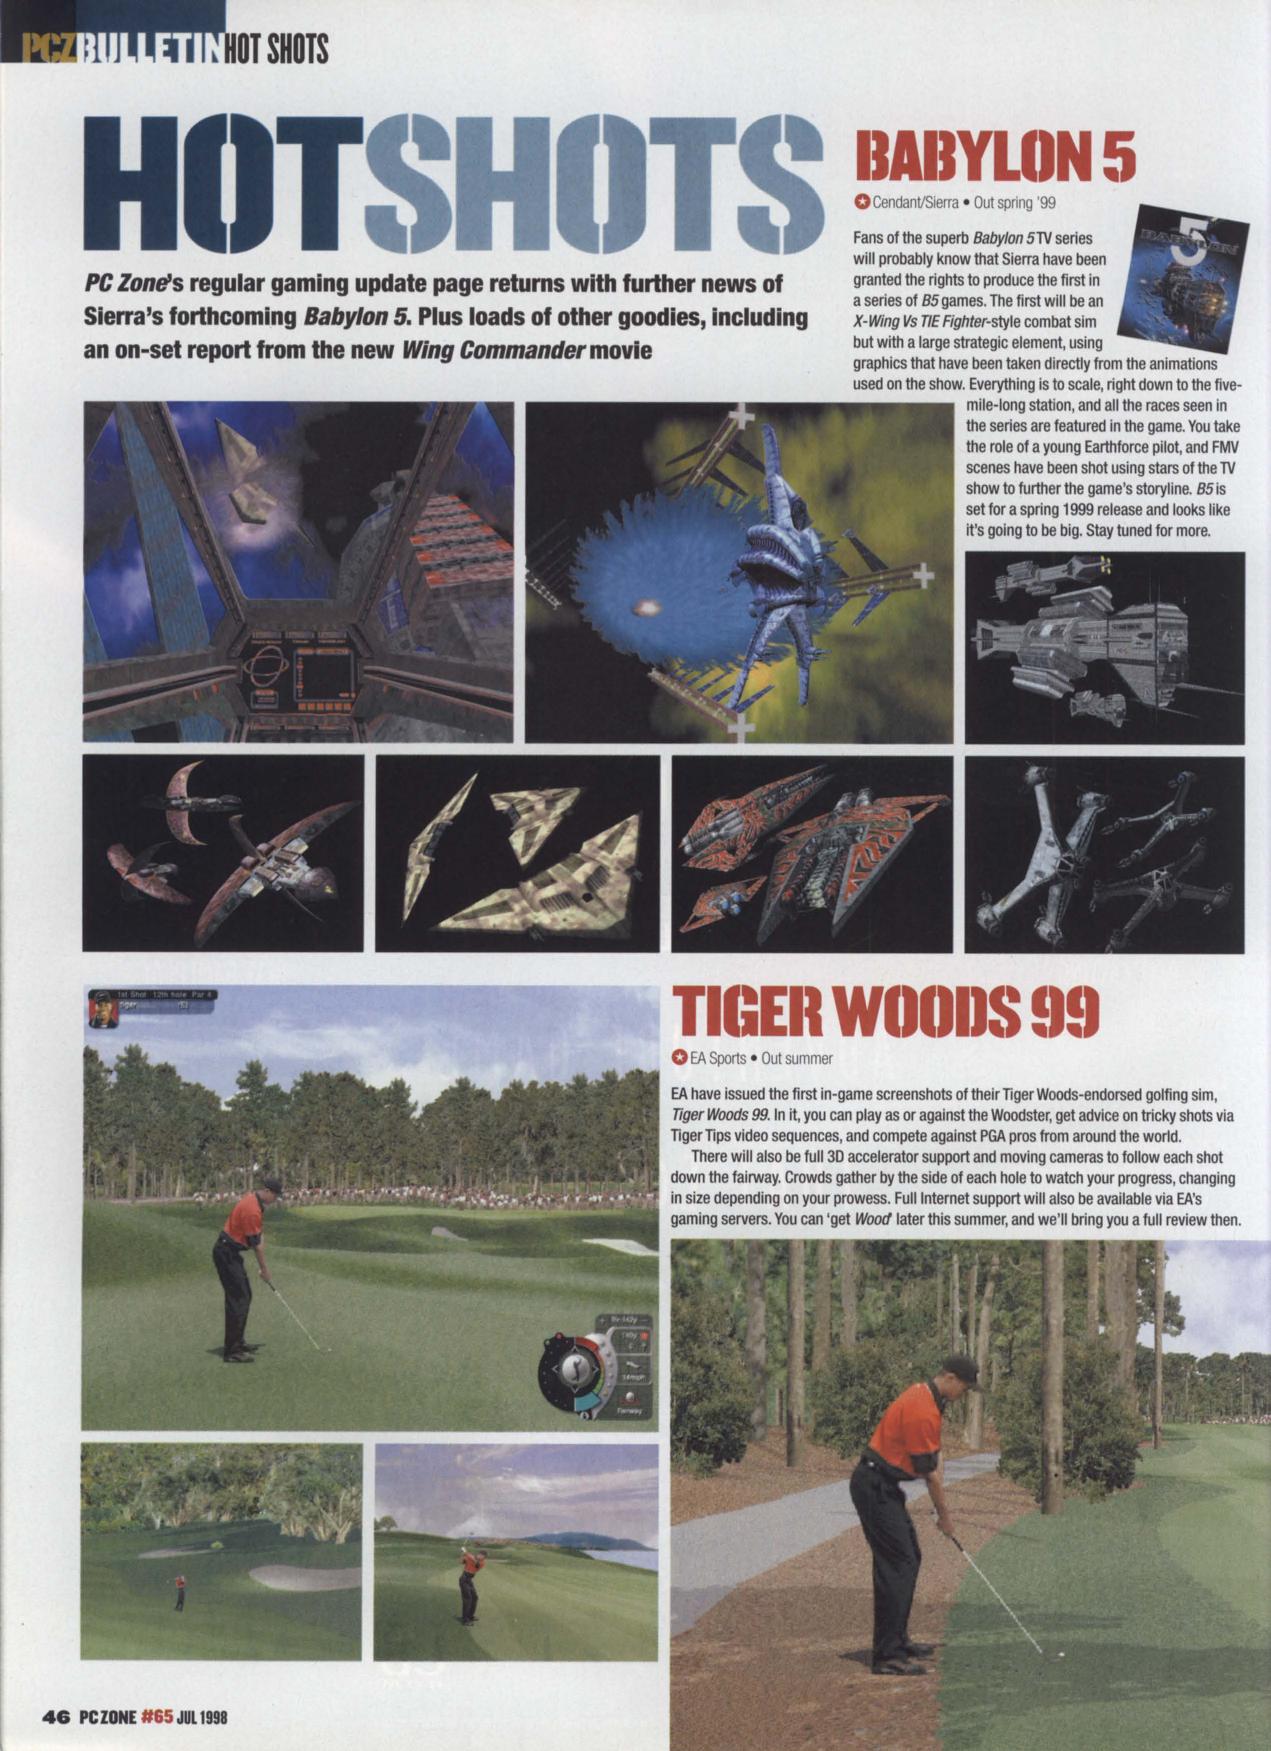 PCZBULLETIN HOT SHOTS
HOTSHOTS
PC Zone's regular gaming update page returns with further news of
Sierra's forthcoming Babylon 5. Plus loads of other goodies, including
an on-set report from the new Wing Commander movie
BABYLON 5
Cendant/Sierra • Out spring '99
Fans of the superb Babylon 5 TV series
will probably know that Sierra have been
granted the rights to produce the first in
a series of B5 games. The first will be an
X-Wing Vs TIE Fighter-style combat sim
but with a large strategic element, using
graphics that have been taken directly from the animations
used on the show. Everything is to scale, right down to the five-
mile-long station, and all the races seen in
the series are featured in the game. You take
the role of a young Earthforce pilot, and FMV
scenes have been shot using stars of the TV
show to further the game's storyline. B5 is
set for a spring 1999 release and looks like
it's going to be big. Stay tuned for more.
BABYLON
5
1st Shot 12th hole Par 4
tiger
Fairway
TIGER WOODS 99
EA Sports • Out summer
EA have issued the first in-game screenshots of their Tiger Woods-endorsed golfing sim,
Tiger Woods 99. In it, you can play as or against the Woodster, get advice on tricky shots via
Tiger Tips video sequences, and compete against PGA pros from around the world.
There will also be full 3D accelerator support and moving cameras to follow each shot
down the fairway. Crowds gather by the side of each hole to watch your progress, changing
in size depending on your prowess. Full Internet support will also be available via EA's
gaming servers. You can 'get Wood' later this summer, and we'll bring you a full review then.
46 PC ZONE #65 JUL 1998